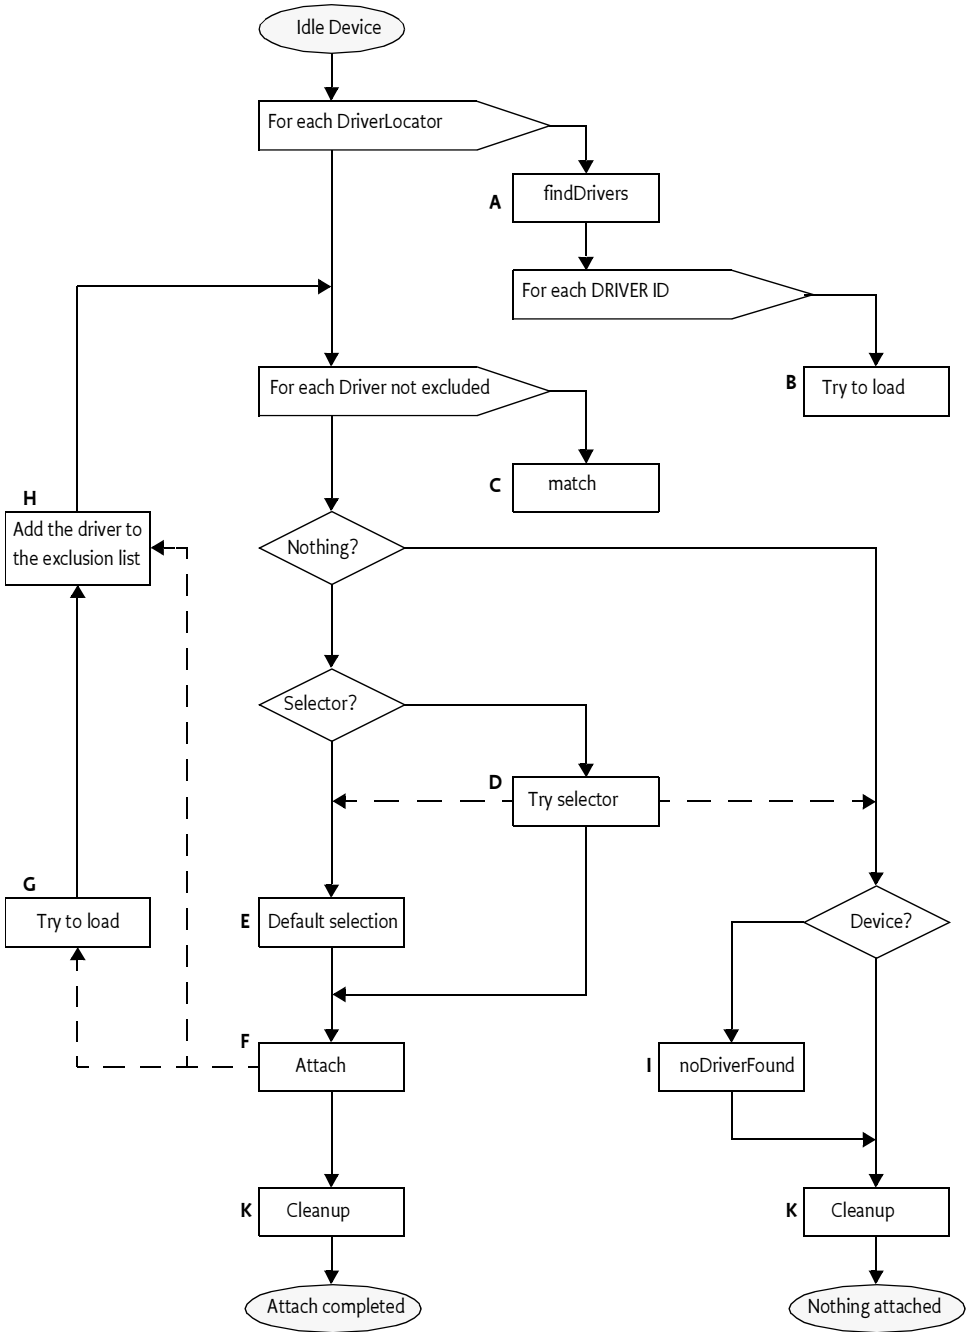 Idle Device
For each DriverLocator
A
findDrivers
For each DRIVER ID
For each Driver not excluded
B
Try to load
C
match
H
Add the driver to
the exclusion list
Nothing?
Selector?
D
Try selector
G
Try to load
E
Default selection
Device?
F
Attach
I
noDriverFound
K
Cleanup
K
Cleanup
Attach completed
Nothing attached